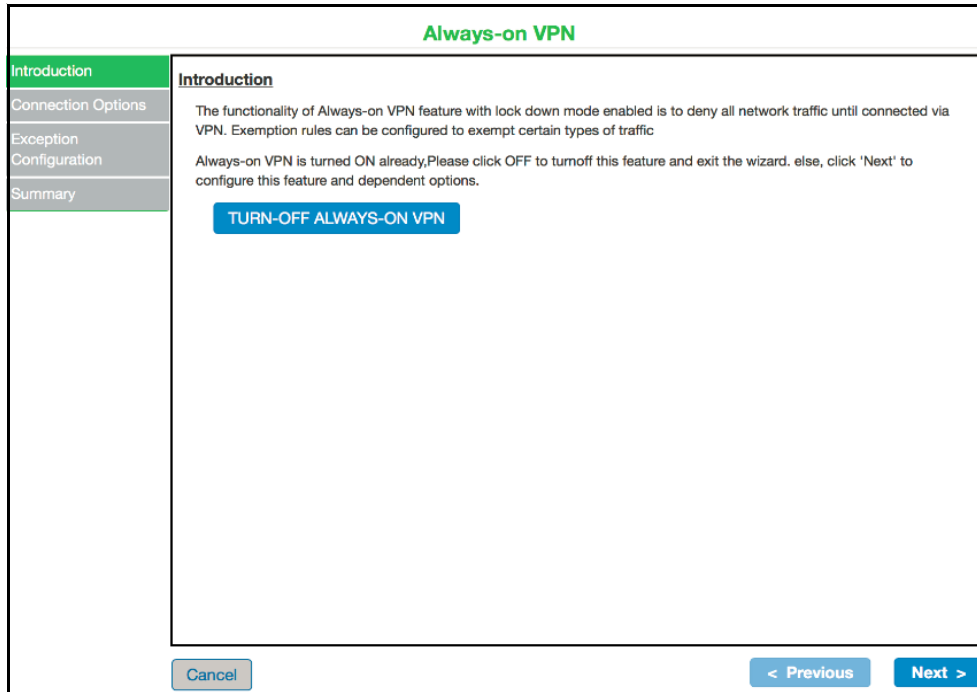 Always-on VPN
Introduction
Connection Options
Exception
Configuration
Summary
Introduction
The functionality of Always-on VPN feature with lock down mode enabled is to deny all network traffic until connected via
VPN. Exemption rules can be configured to exempt certain types of traffic
Always-on VPN is turned ON already,Please click OFF to turnoff this feature and exit the wizard. else, click 'Next' to
configure this feature and dependent options.
TURN-OFF ALWAYS-ON VPN
Cancel
< Previous
Next >